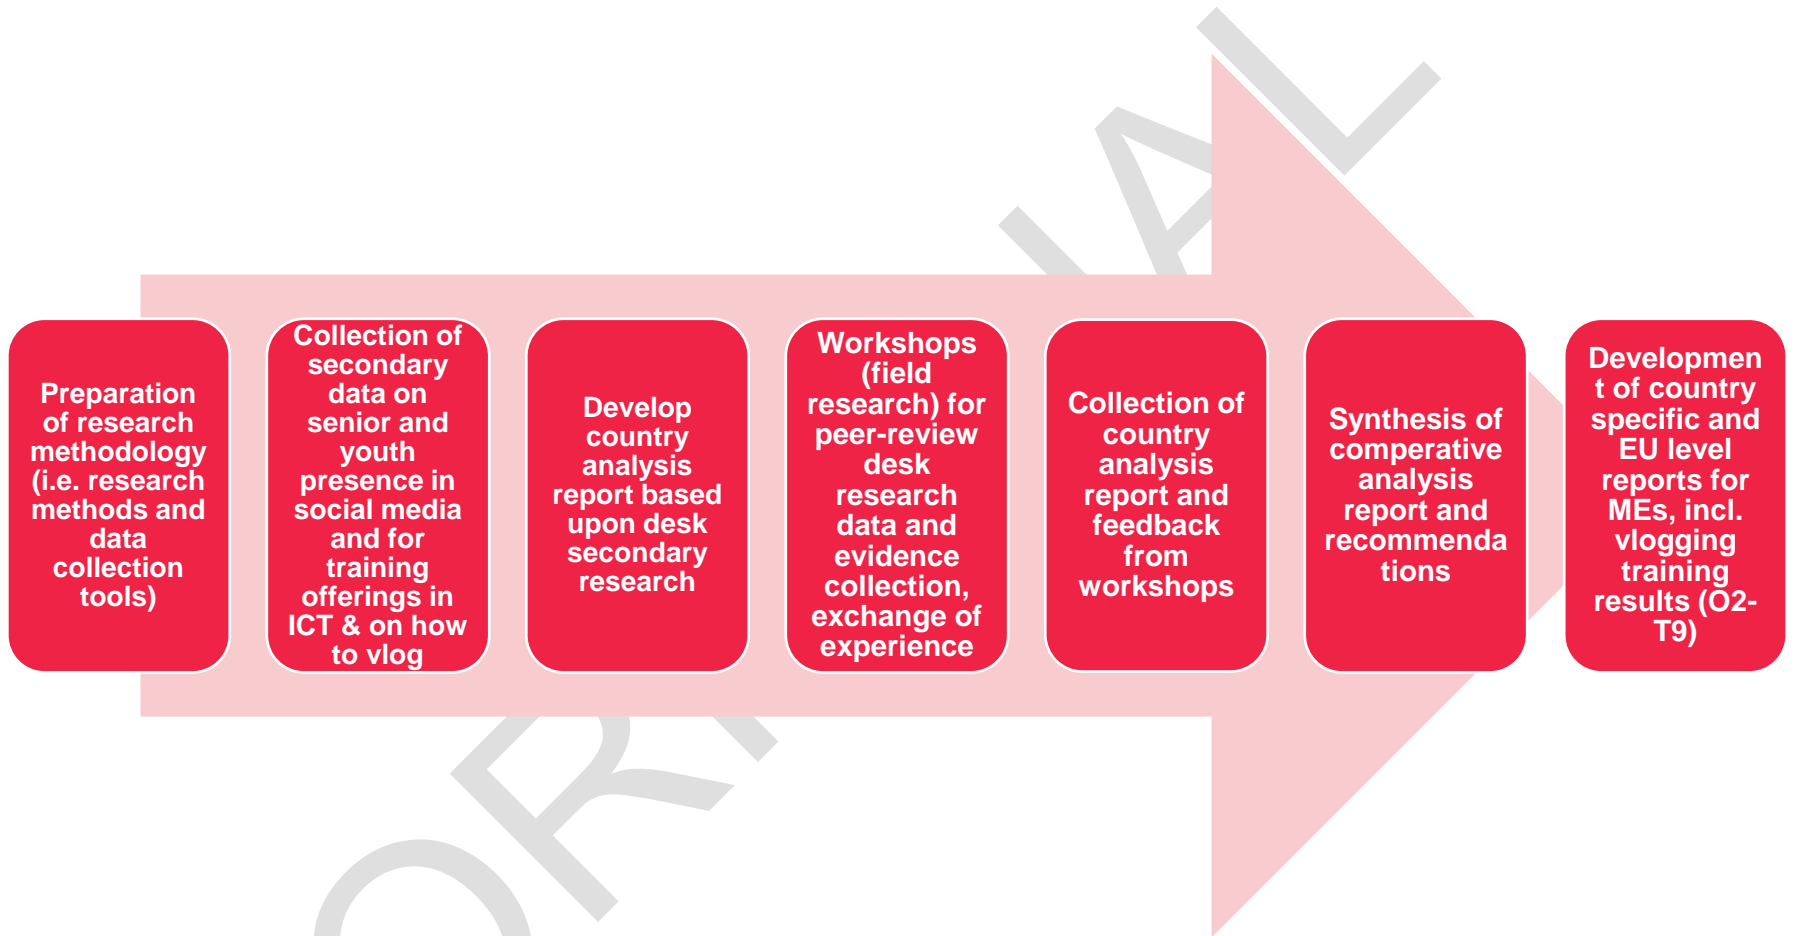 Preparation
of research
methodology
(i.e. research
methods and
data
collection
tools)
Collection of
secondary
data on
senior and
youth
presence in
social media
and for
training
offerings in
ICT & on how
to vlog
Develop
country
analysis
report based
upon desk
secondary
research
Workshops
(field
research) for
peer-review
desk
research
data and
evidence
collection,
exchange of
experience
Collection of
country
analysis
report and
feedback
from
workshops
Synthesis of
comperative
analysis
report and
recommenda
tions
Developmen
t of country
specific and
EU level
reports for
MEs, incl.
vlogging
training
results (O2-
T9)